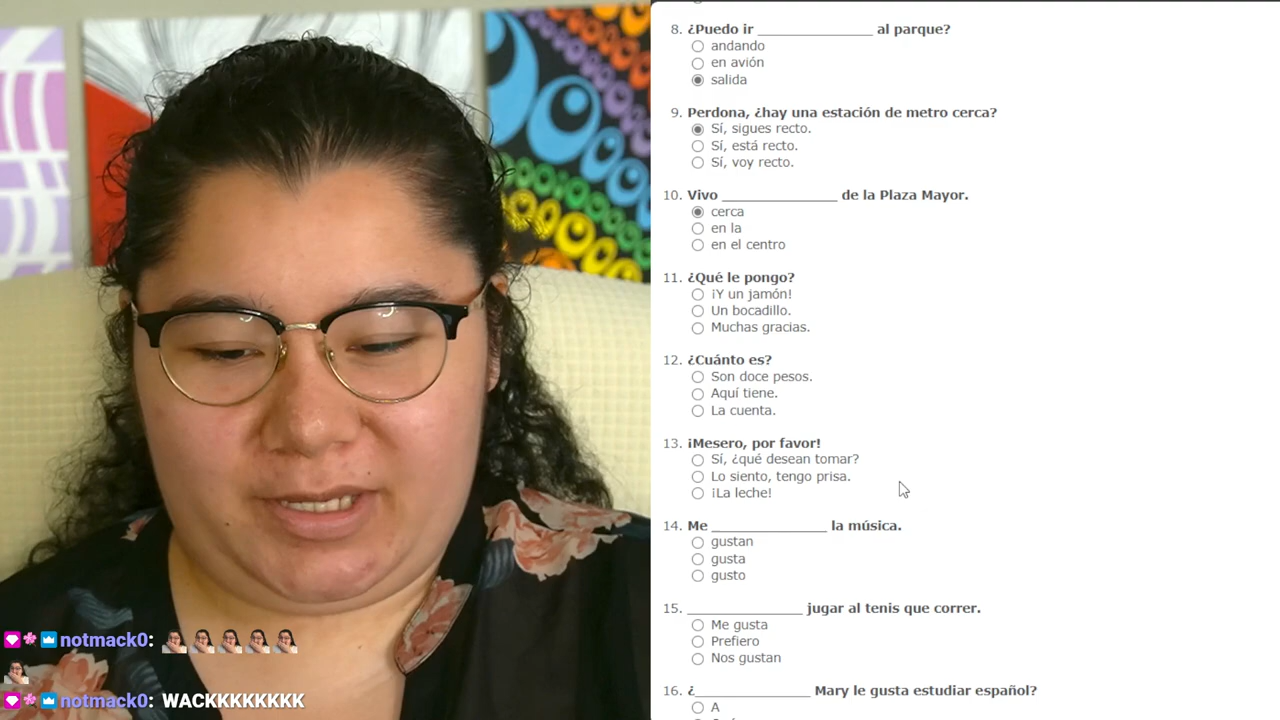 8. ¿Puedo ir ________________ al parque?
andando
en avión
salida
9. Perdona, ¿hay una estación de metro cerca?
Sí, sigues recto.
Sí, está recto.
Sí, voy recto.
10. Vivo ________________ de la Plaza Mayor.
cerca
en la
en el centro
11. ¿Qué le pongo?
¡Y un jamón!
Un bocadillo.
Muchas gracias.
12. ¿Cuánto es?
Son doce pesos.
Aquí tiene.
La cuenta.
13. ¡Mesero, por favor!
Sí, ¿qué desean tomar?
Lo siento, tengo prisa.
¡La leche!
14. Me ________________ la música.
gustan
gusta
gusto
15. ________________ jugar al tenis que correr.
Me gusta
Prefiero
Nos gustan
16. ¿________________ Mary le gusta estudiar español?
A
notmack0:
notmack0: WACKKKKKKKK